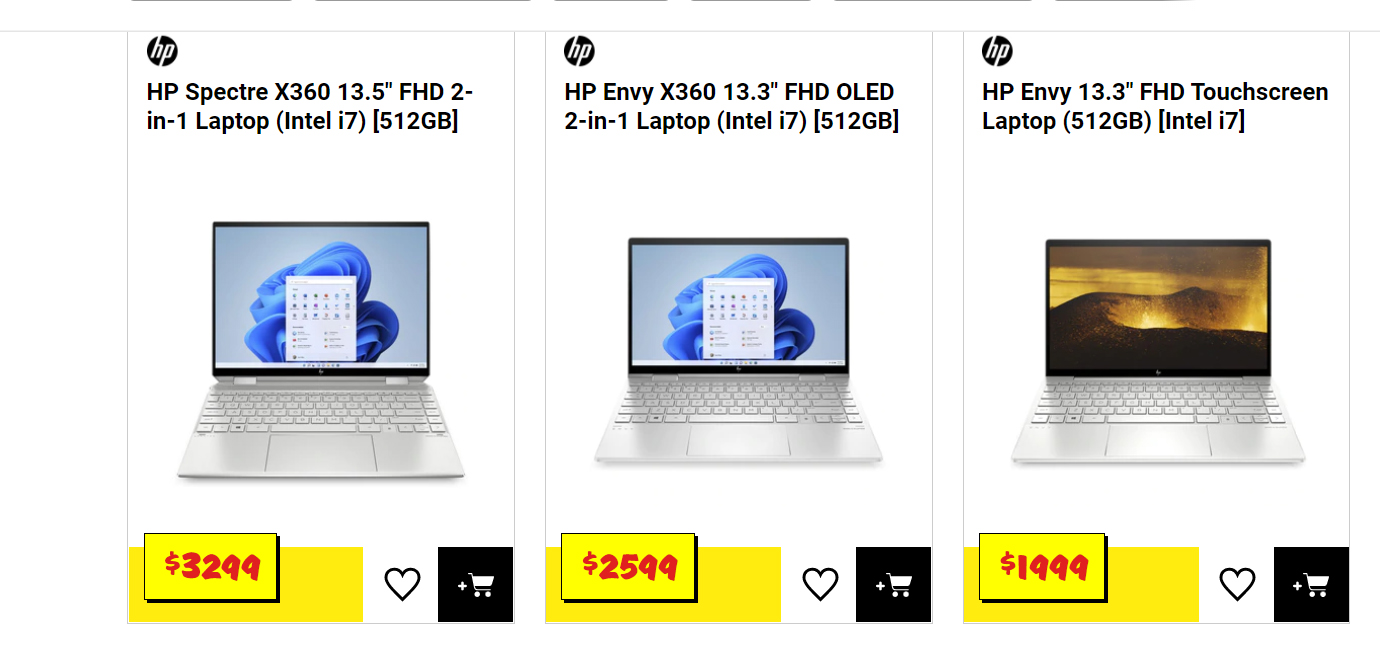 hp
HP Spectre X360 13.5" FHD 2-
in-1 Laptop (Intel i7) [512GB]
$3299
+
hp
HP Envy X360 13.3" FHD OLED
2-in-1 Laptop (Intel i7) [512GB]
$2599
+
hp
HP Envy 13.3" FHD Touchscreen
Laptop (512GB) [Intel i7]
$1999
+